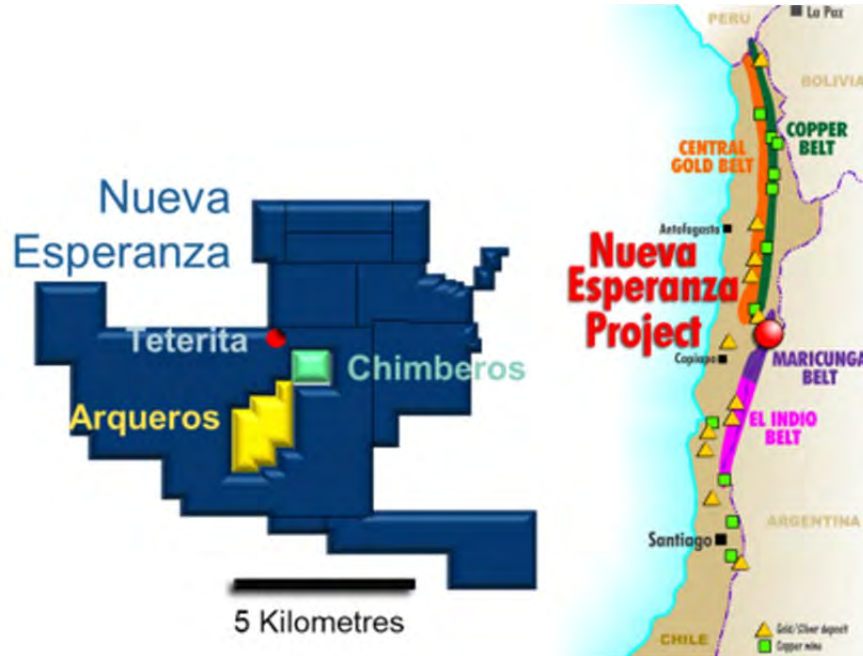 Nueva
Esperanza
Teterita
Chimberos
Arqueros
5 Kilometres
PERU
La Paz
BOLIVIA
COPPER
BELT
CENTRAL
GOLD BELT
Antofagasta
Nueva
Esperanza
Project
Copiapo
MARICUNGA
BELT
EL INDIO
BELT
ARGENTINA
Santiago
CHILE
Gold/Silver deposit
Copper mine